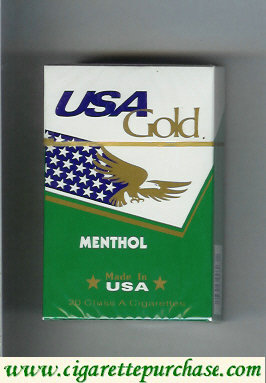 USA
Gold.
MENTHOL
Made In
USA
20 Class A Cigarettes
www.cigarettepurchase.com